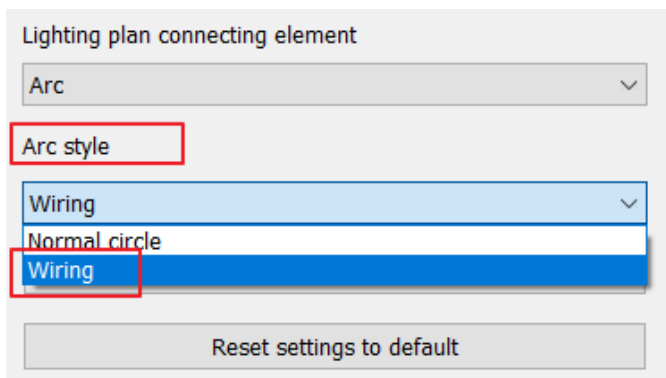 Lighting plan connecting element
Arc
Arc style
Wiring
Normal circle
Wiring
Reset settings to default